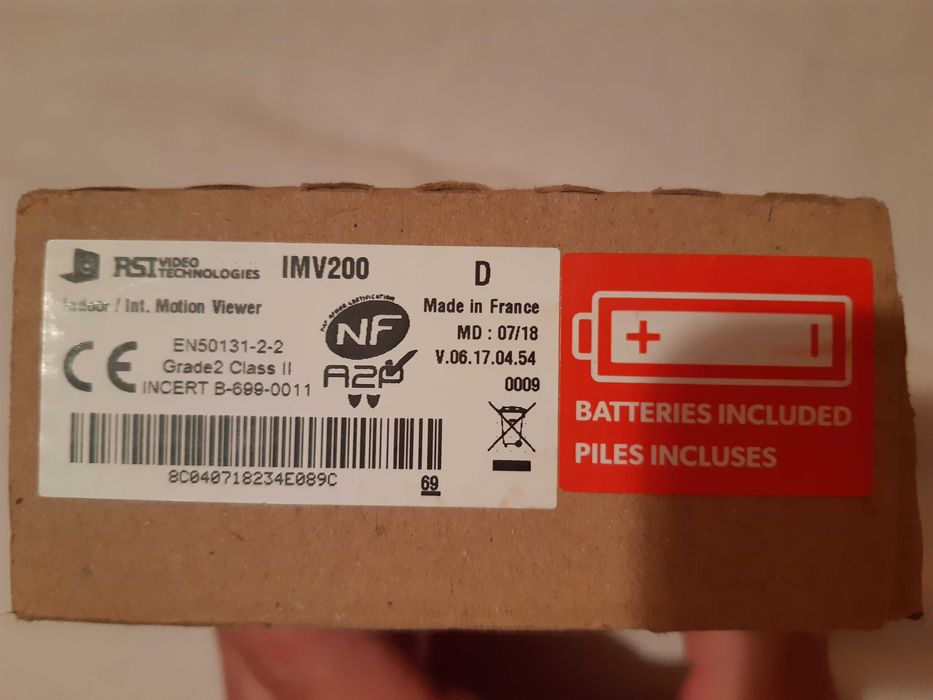 RSI VIDEO TECHNOLOGIES IMV200 D
Indoor / Int. Motion Viewer
Made in France
MD : 07/18
V.06.17.04.54
0009
CE
EN50131-2-2
Grade2 Class II
INCERT B-699-0011
NF
A2P
8C040718234E089C
69
BATTERIES INCLUDED
PILES INCLUSES
+ -